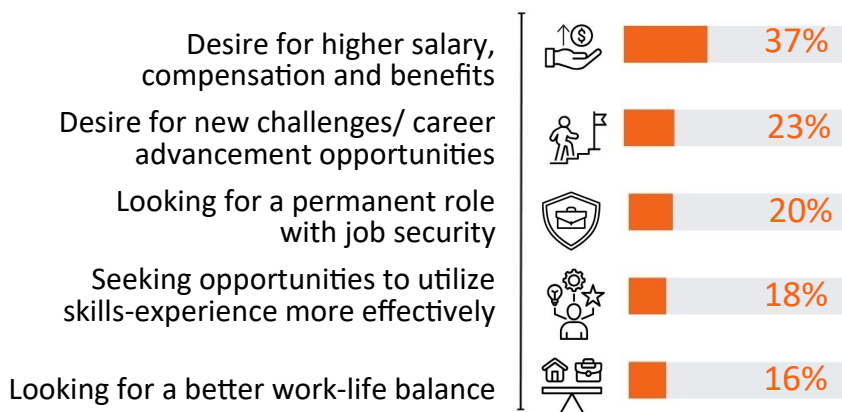 Desire for higher salary,
compensation and benefits
37%
Desire for new challenges/ career
advancement opportunities
23%
Looking for a permanent role
with job security
20%
Seeking opportunities to utilize
skills-experience more effectively
18%
Looking for a better work-life balance
16%